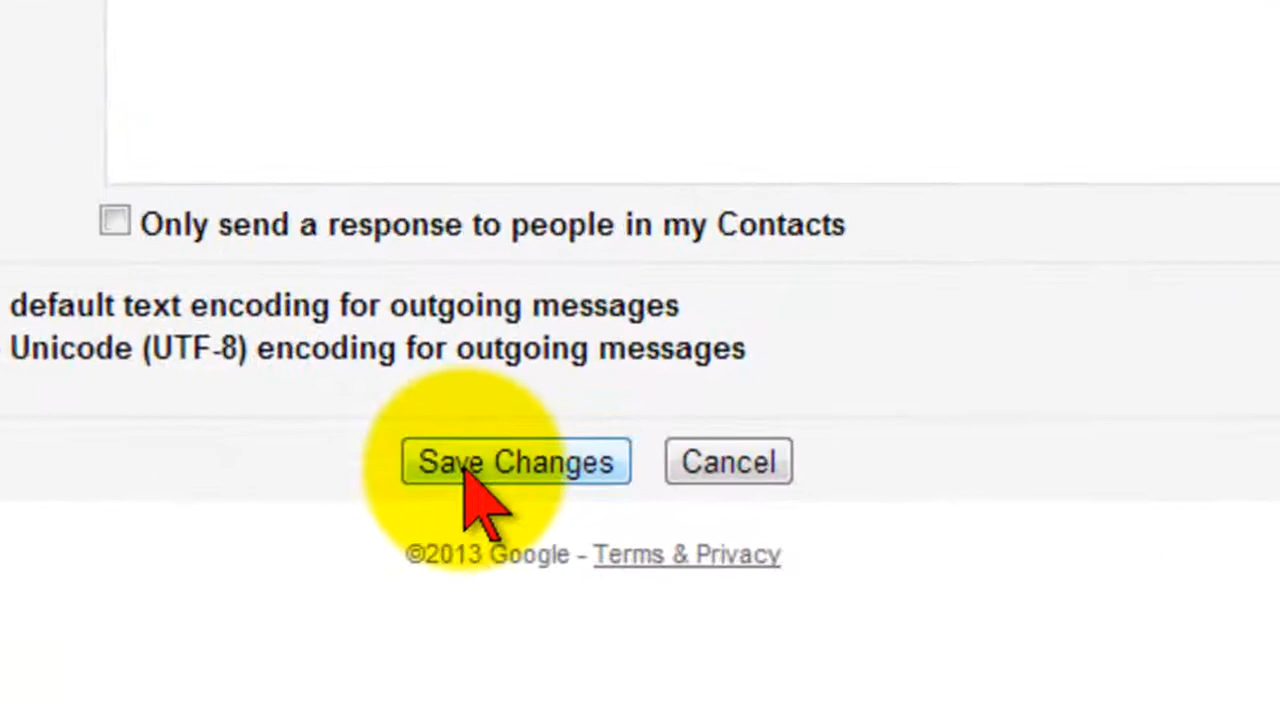 Only send a response to people in my Contacts
default text encoding for outgoing messages
Unicode (UTF-8) encoding for outgoing messages
Save Changes Cancel
©2013 Google - Terms & Privacy